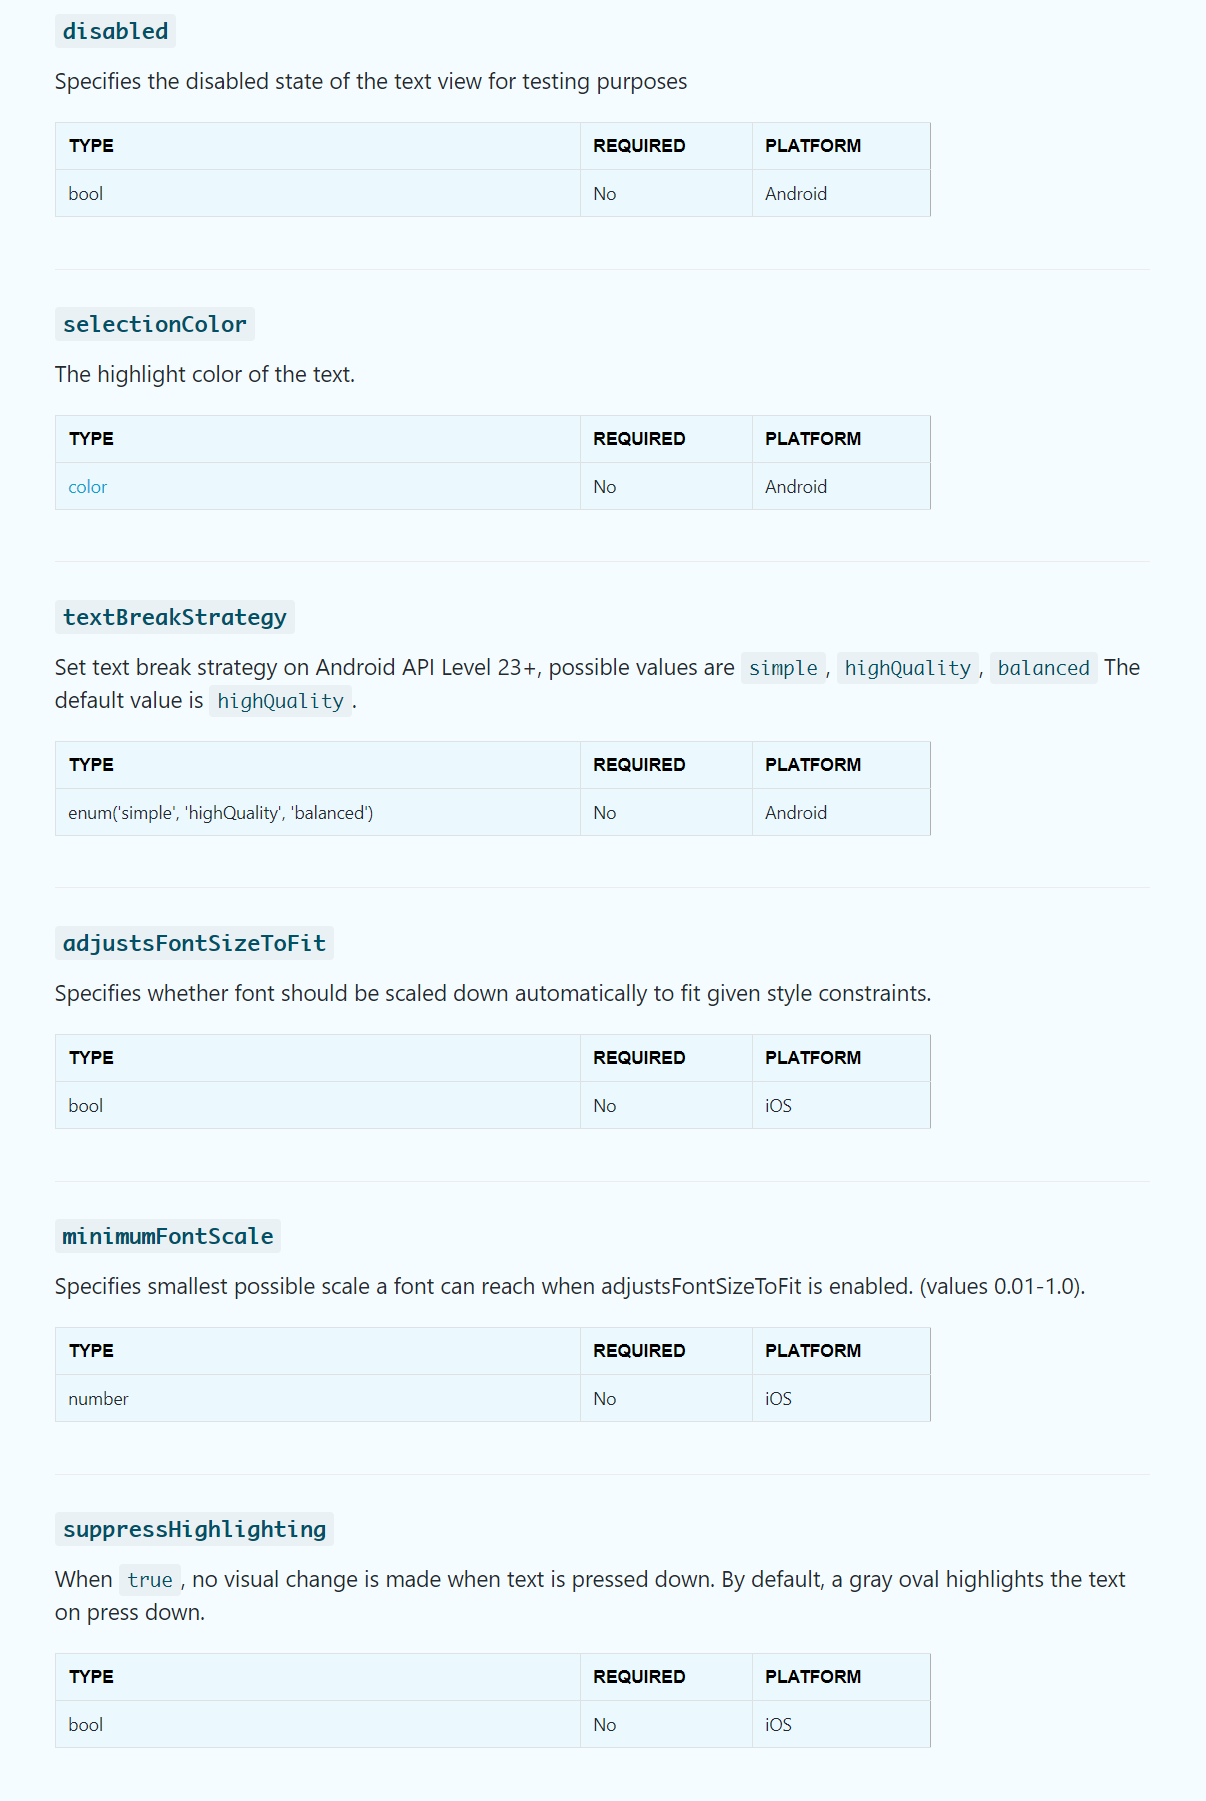 disabled
Specifies the disabled state of the text view for testing purposes
TYPE REQUIRED PLATFORM
bool No Android
selectionColor
The highlight color of the text.
TYPE REQUIRED PLATFORM
color No Android
textBreakStrategy
Set text break strategy on Android API Level 23+, possible values are simple , highQuality , balanced The
default value is highQuality .
TYPE REQUIRED PLATFORM
enum('simple', 'highQuality', 'balanced') No Android
adjustsFontSizeToFit
Specifies whether font should be scaled down automatically to fit given style constraints.
TYPE REQUIRED PLATFORM
bool No iOS
minimumFontScale
Specifies smallest possible scale a font can reach when adjustsFontSizeToFit is enabled. (values 0.01-1.0).
TYPE REQUIRED PLATFORM
number No iOS
suppressHighlighting
When true , no visual change is made when text is pressed down. By default, a gray oval highlights the text
on press down.
TYPE REQUIRED PLATFORM
bool No iOS